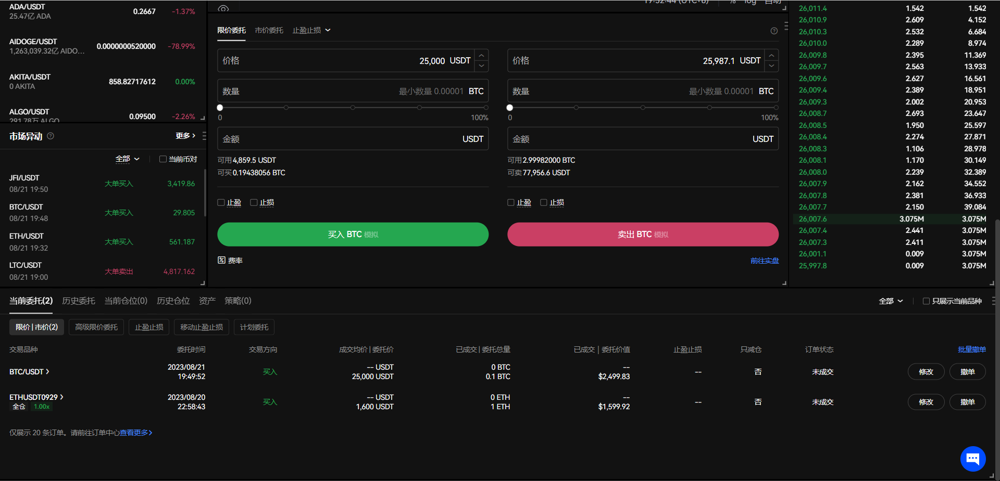 ADA/USDT 0.2667 -1.37%
25.47亿 ADA
AIDOGE/USDT 0.0000000520000 -78.99%
1,263,039.32亿 AIDO...
AKITA/USDT 858.82717612 0.00%
0 AKITA
ALGO/USDT 0.09500 -2.26%
291.78万 ALGO
市场异动 更多
全部 当前币对
JFI/USDT 大单买入 3,419.86
08/21 19:50
BTC/USDT 大单买入 29.805
08/21 19:48
ETH/USDT 大单买入 561.187
08/21 19:32
LTC/USDT 大单卖出 4,817.162
08/21 19:00
19:52:44 (UTC+8) % log 自动
限价委托 市价委托 止盈止损
价格 25,000 USDT
数量 最小数量 0.00001 BTC
0 100%
金额 USDT
可用 4,859.5 USDT
可买 0.19438056 BTC
止盈 止损
买入 BTC 模拟
费率
价格 25,987.1 USDT
数量 最小数量 0.00001 BTC
0 100%
金额 USDT
可用 2.99982000 BTC
可卖 77,956.6 USDT
止盈 止损
卖出 BTC 模拟
前往实盘
26,011.4 1.542 1.542
26,010.9 2.609 4.152
26,010.3 2.532 6.684
26,010.0 2.289 8.974
26,009.8 2.395 11.369
26,009.7 2.563 13.933
26,009.6 2.627 16.561
26,009.4 2.389 18.951
26,009.3 2.002 20.953
26,008.7 2.693 23.647
26,008.5 1.950 25.597
26,008.4 2.274 27.871
26,008.3 1.106 28.978
26,008.1 1.170 30.149
26,008.0 2.239 32.389
26,007.9 2.162 34.552
26,007.8 2.381 36.933
26,007.7 2.150 39.084
26,007.6 3.075M 3.075M
26,007.4 2.441 3.075M
26,007.3 2.411 3.075M
26,001.1 0.009 3.075M
25,997.8 0.009 3.075M
当前委托(2) 历史委托 当前仓位(0) 历史仓位 资产 策略(0) 全部 只展示当前品种
限价 | 市价(2) 高级限价委托 止盈止损 移动止盈止损 计划委托
交易品种 委托时间 交易方向 成交均价 | 委托价 已成交 | 委托总量 已成交 | 委托价值 止盈止损 只减仓 订单状态 批量撤单
BTC/USDT 2023/08/21 19:49:52 买入 -- USDT 25,000 USDT 0 BTC 0.1 BTC -- $2,499.83 -- 否 未成交 修改 撤单
ETHUSDT0929 2023/08/20 22:58:43 买入 -- USDT 1,600 USDT 0 ETH 1 ETH -- $1,599.92 -- 否 未成交 修改 撤单
全仓 1.00x
仅展示 20 条订单。请前往订单中心查看更多